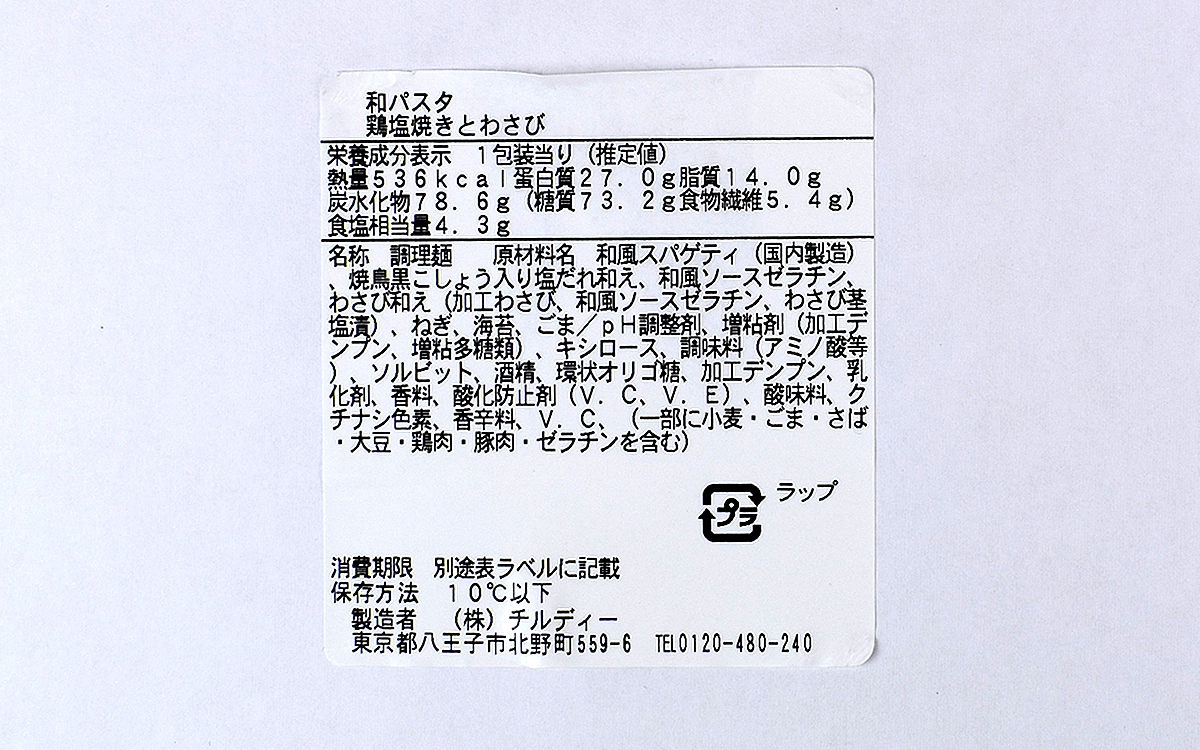 和パスタ
鶏塩焼きとわさび
栄養成分表示　１包装当り（推定値）
熱量５３６ｋｃａｌ蛋白質２７．０ｇ脂質１４．０ｇ
炭水化物７８．６ｇ（糖質７３．２ｇ食物繊維５．４ｇ）
食塩相当量４．３ｇ
名称　調理麺　　原材料名　和風スパゲティ（国内製造）
、焼鳥黒こしょう入り塩だれ和え、和風ソースゼラチン、
わさび和え（加工わさび、和風ソースゼラチン、わさび茎
塩漬）、ねぎ、海苔、ごま／ｐＨ調整剤、増粘剤（加工デ
ンプン、増粘多糖類）、キシロース、調味料（アミノ酸等
）、ソルビット、酒精、環状オリゴ糖、加工デンプン、乳
化剤、香料、酸化防止剤（Ｖ．Ｃ、Ｖ．Ｅ）、酸味料、ク
チナシ色素、香辛料、Ｖ．Ｃ、（一部に小麦・ごま・さば
・大豆・鶏肉・豚肉・ゼラチンを含む）
プラ ラップ
消費期限　別途表ラベルに記載
保存方法　１０℃以下
製造者　（株）チルディー
東京都八王子市北野町559-6　TEL0120-480-240